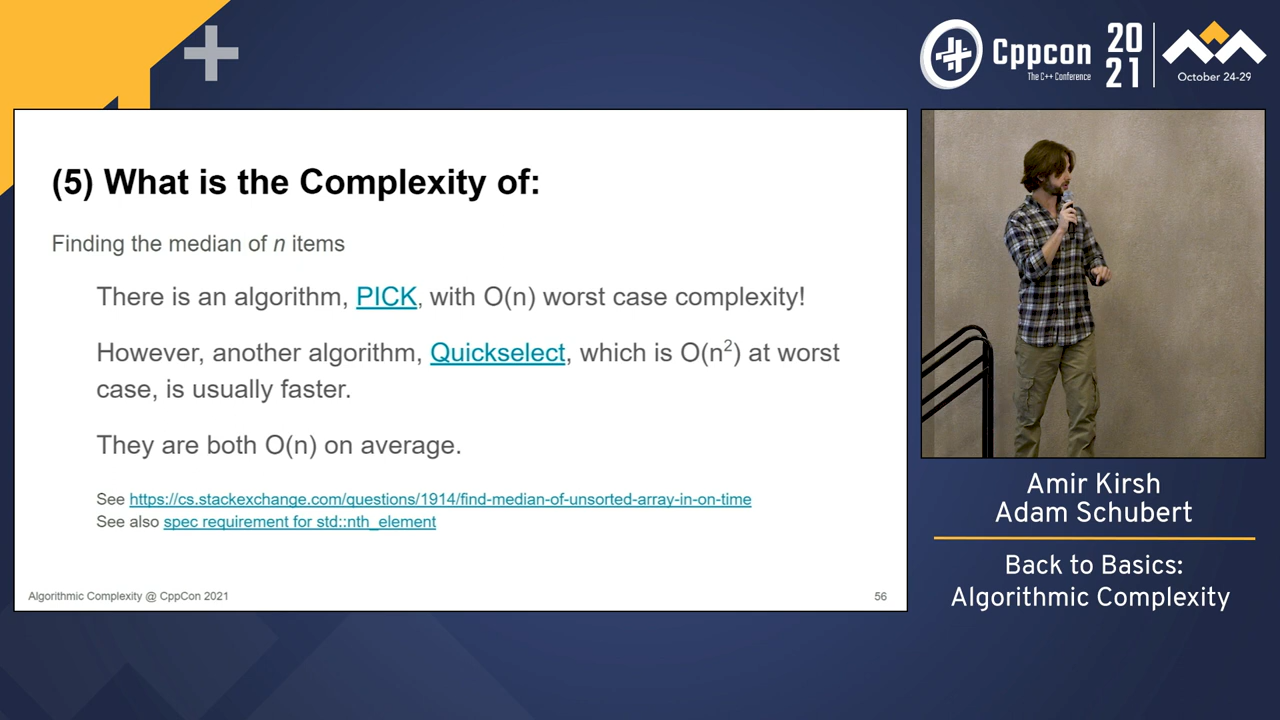 Cppcon
The C++ Conference
20
21
October 24-29
(5) What is the Complexity of:
Finding the median of n items
There is an algorithm, PICK, with O(n) worst case complexity!
However, another algorithm, Quickselect, which is O(n²) at worst
case, is usually faster.
They are both O(n) on average.
See https://cs.stackexchange.com/questions/1914/find-median-of-unsorted-array-in-on-time
See also spec requirement for std::nth_element
Algorithmic Complexity @ CppCon 2021
56
Amir Kirsh
Adam Schubert
Back to Basics:
Algorithmic Complexity